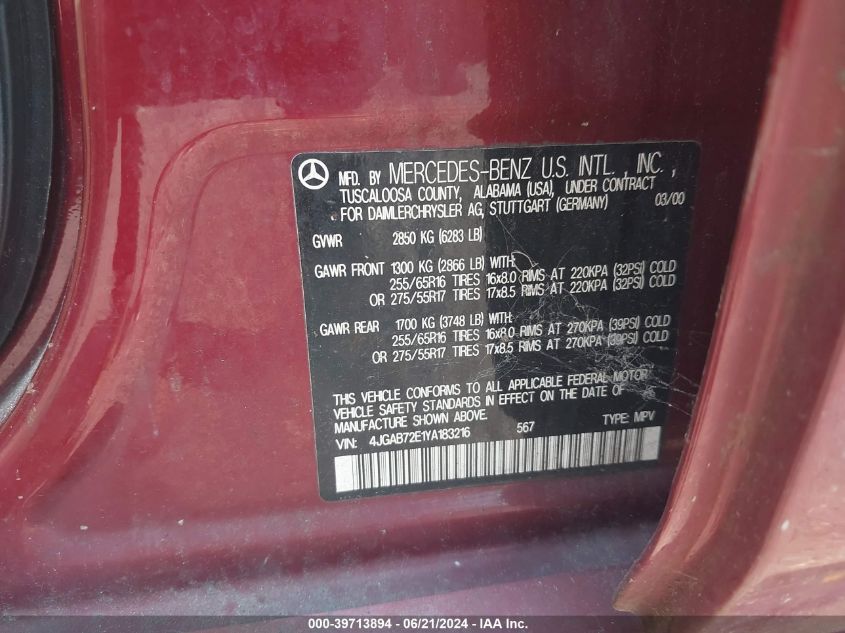 MFD. BY MERCEDES-BENZ U.S. INTL., INC.,
TUSCALOOSA COUNTY, ALABAMA (USA), UNDER CONTRACT
FOR DAIMLERCHRYSLER AG, STUTTGART (GERMANY) 03/00
GVWR 2850 KG (6283 LB)
GAWR FRONT 1300 KG (2866 LB) WITH:
255/65R16 TIRES 16x8.0 RIMS AT 220KPA (32PSI) COLD
OR 275/55R17 TIRES 17x8.5 RIMS AT 220KPA (32PSI) COLD
GAWR REAR 1700 KG (3748 LB) WITH:
255/65R16 TIRES 16x8.0 RIMS AT 270KPA (39PSI) COLD
OR 275/55R17 TIRES 17x8.5 RIMS AT 270KPA (39PSI) COLD
THIS VEHICLE CONFORMS TO ALL APPLICABLE FEDERAL MOTOR
VEHICLE SAFETY STANDARDS IN EFFECT ON THE DATE OF
MANUFACTURE SHOWN ABOVE.
VIN: 4JGAB72E1YA183216 567 TYPE: MPV
000-39713894 - 06/21/2024 - IAA Inc.